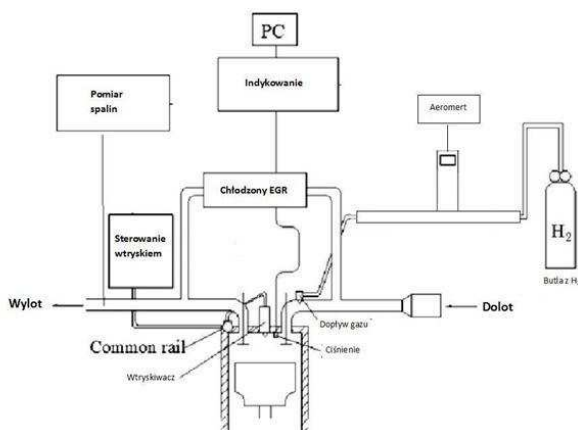 PC
Indykowanie
Pomiar
spalin
Aeromert
Chłodzony EGR
Sterowanie
wtryskiem
H2
Butla z H
Wylot
Dolot
Dopływ gazu
Common rail
Ciśnienie
Wtryskiwacz